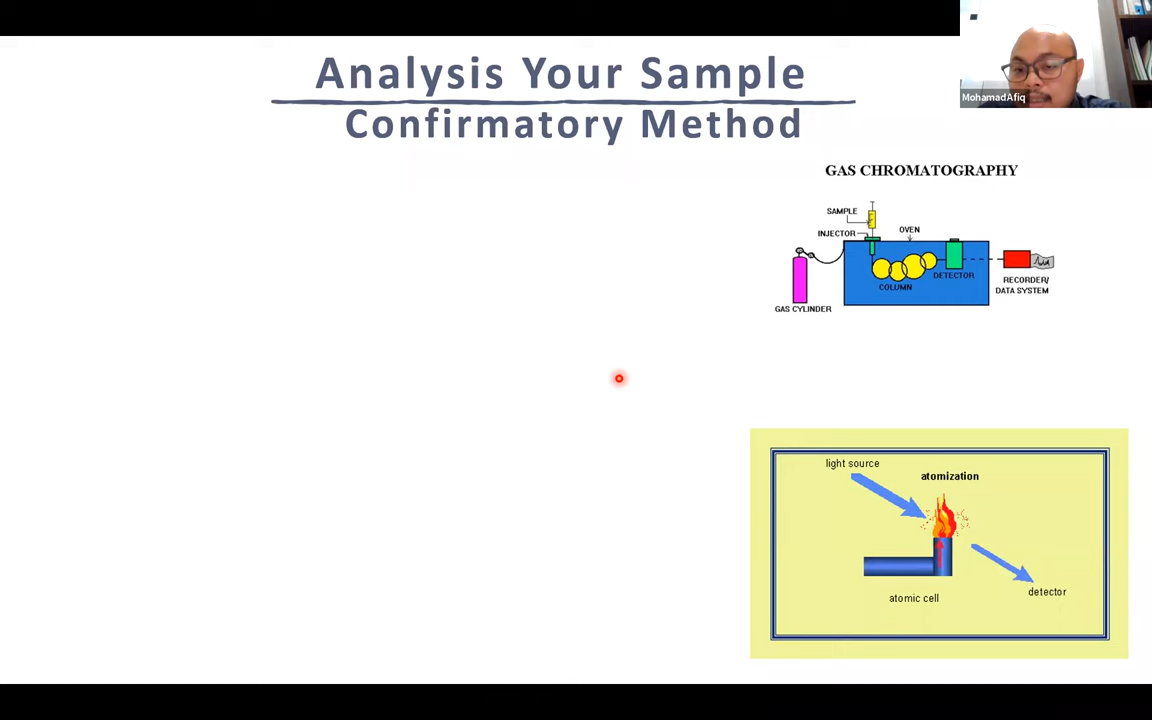 Analysis Your Sample
Confirmatory Method
MohamadAfiq
GAS CHROMATOGRAPHY
SAMPLE
INJECTOR
OVEN
COLUMN
DETECTOR
GAS CYLINDER
RECORDER/
DATA SYSTEM
light source
atomization
atomic cell
detector